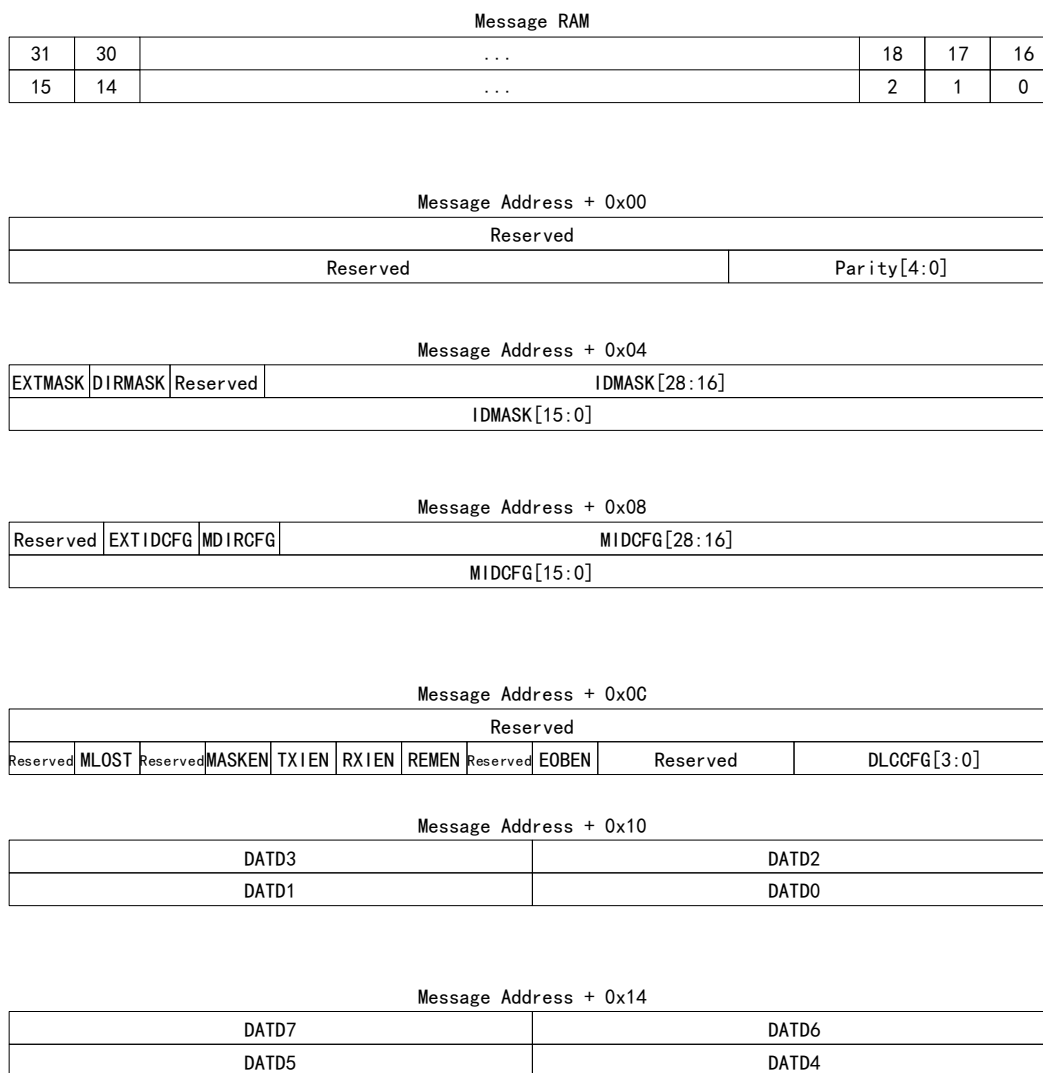 Message RAM
31 30 ... 18 17 16
15 14 ... 2 1 0
Message Address + 0x00
Reserved
Reserved Parity[4:0]
Message Address + 0x04
EXTMASK DIRMASK Reserved IDMASK[28:16]
IDMASK[15:0]
Message Address + 0x08
Reserved EXTIDCFG MDIRCFG MIDCFG[28:16]
MIDCFG[15:0]
Message Address + 0x0C
Reserved
Reserved MLOST Reserved MASKEN TXIEN RXIEN REMEN Reserved EOBEN Reserved DLCCFG[3:0]
Message Address + 0x10
DATD3 DATD2
DATD1 DATD0
Message Address + 0x14
DATD7 DATD6
DATD5 DATD4